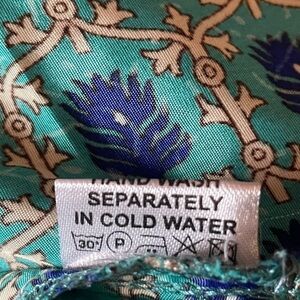 HAND WASH
SEPARATELY
IN COLD WATER
30° P